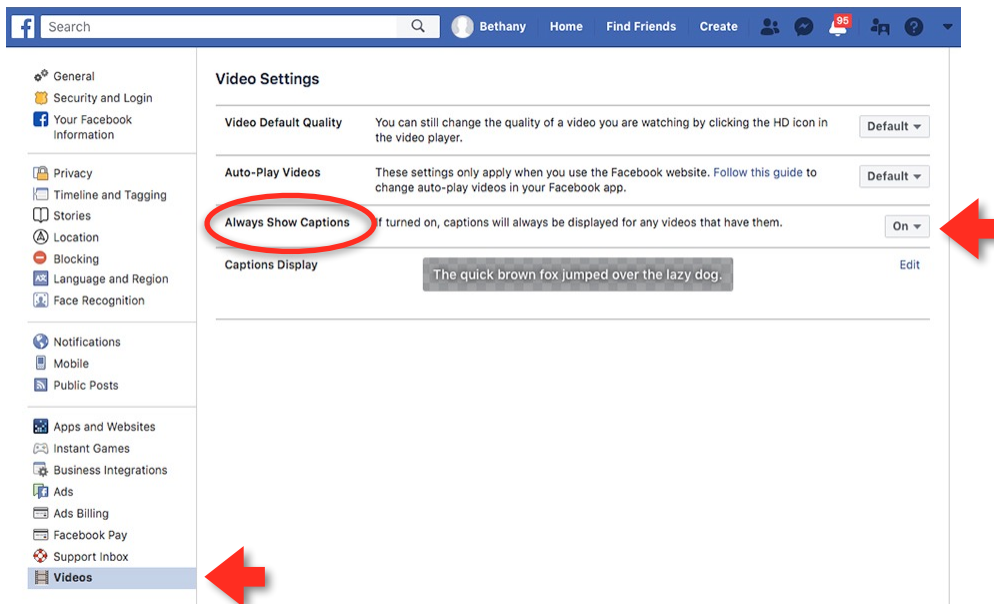 f Search Bethany Home Find Friends Create 95 ?
General
Security and Login
Your Facebook
Information
Privacy
Timeline and Tagging
Stories
Location
Blocking
Language and Region
Face Recognition
Notifications
Mobile
Public Posts
Apps and Websites
Instant Games
Business Integrations
Ads
Ads Billing
Facebook Pay
Support Inbox
Videos
Video Settings
Video Default Quality You can still change the quality of a video you are watching by clicking the HD icon in
the video player.
Default
Auto-Play Videos These settings only apply when you use the Facebook website. Follow this guide to
change auto-play videos in your Facebook app.
Default
Always Show Captions If turned on, captions will always be displayed for any videos that have them. On
Captions Display The quick brown fox jumped over the lazy dog. Edit